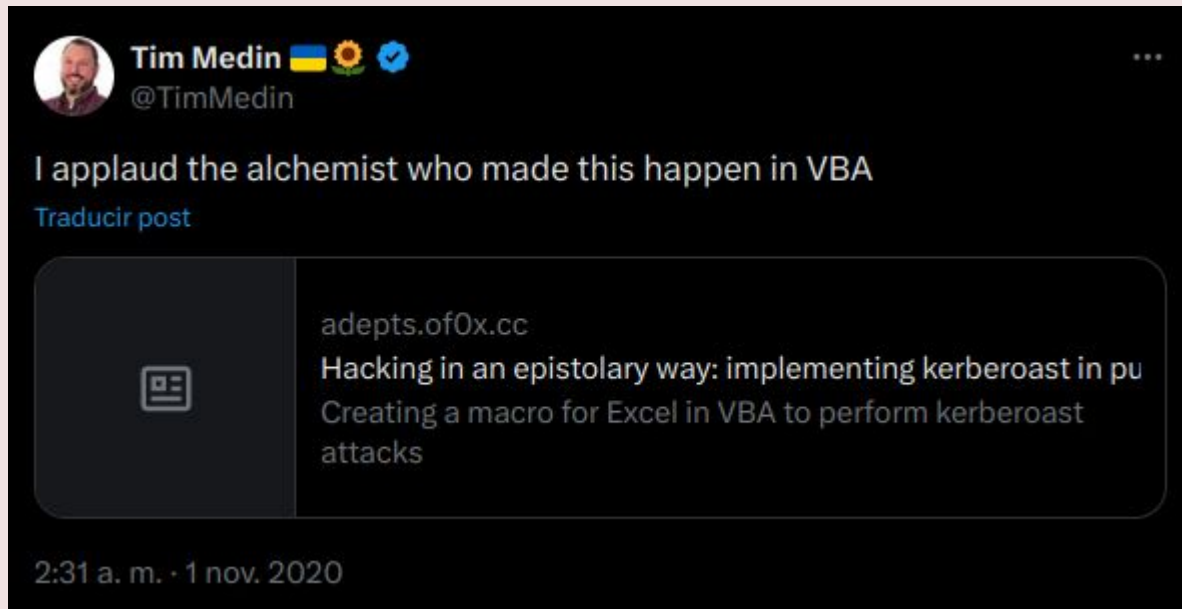 Tim Medin 🇺🇦🌻
@TimMedin
I applaud the alchemist who made this happen in VBA
Traducir post
adepts.of0x.cc
Hacking in an epistolary way: implementing kerberoast in pu
Creating a macro for Excel in VBA to perform kerberoast
attacks
2:31 a. m. · 1 nov. 2020